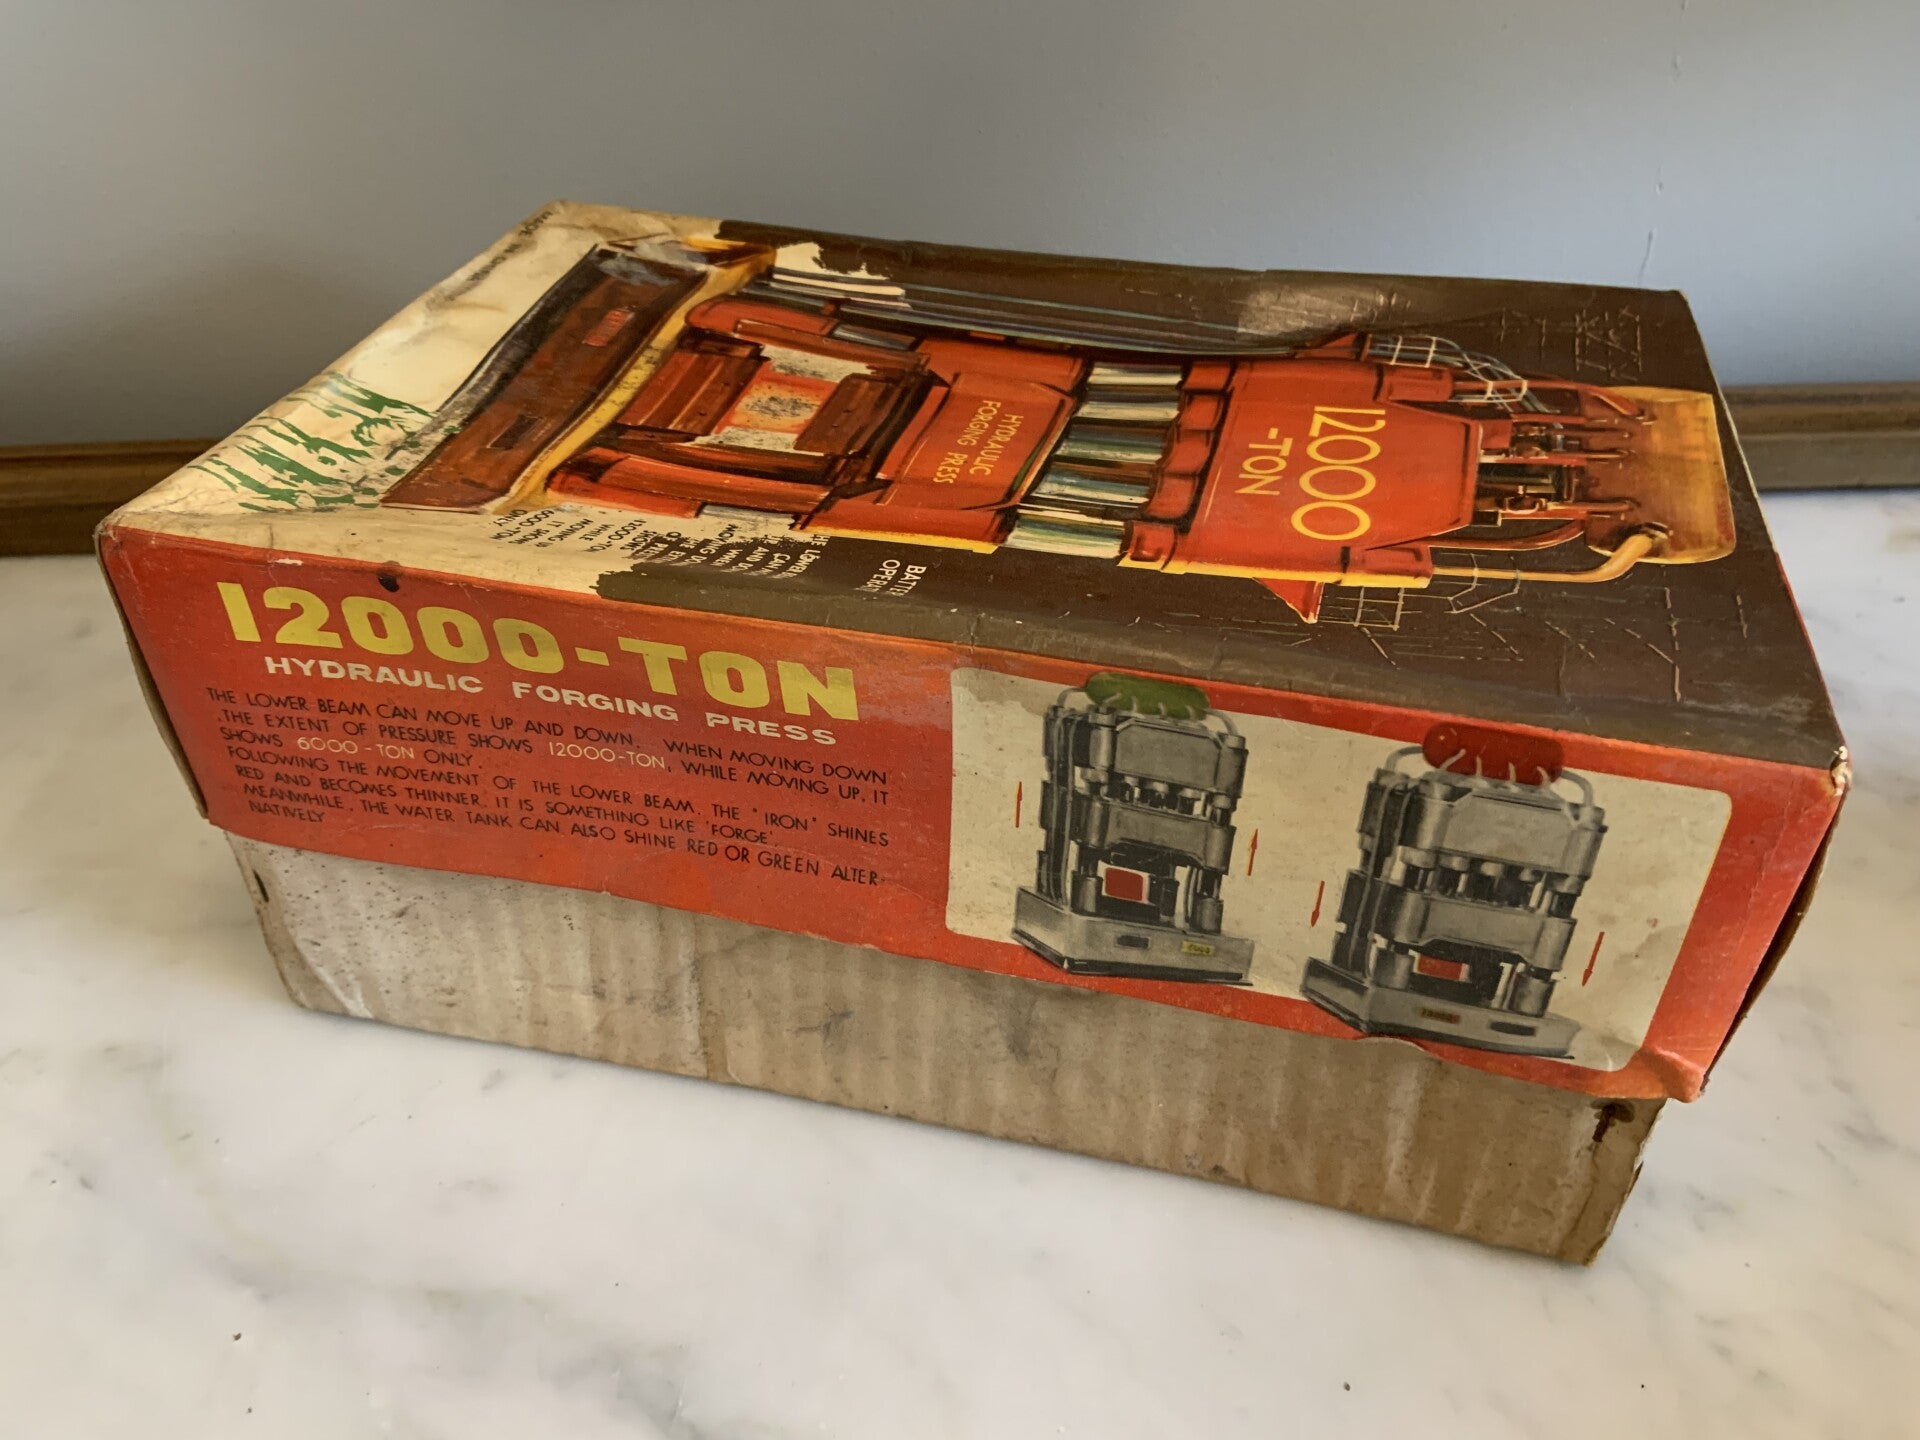 12000
-TON
HYDRAULIC
FORGING PRESS
12000-TON
HYDRAULIC FORGING PRESS
THE LOWER BEAM CAN MOVE UP AND DOWN. WHEN MOVING DOWN
.THE EXTENT OF PRESSURE SHOWS 12000-TON, WHILE MOVING UP, IT
SHOWS 6000-TON ONLY.
FOLLOWING THE MOVEMENT OF THE LOWER BEAM, THE "IRON" SHINES
RED AND BECOMES THINNER. IT IS SOMETHING LIKE 'FORGE'.
MEANWHILE, THE WATER TANK CAN ALSO SHINE RED OR GREEN ALTER-
NATIVELY
6000
12000